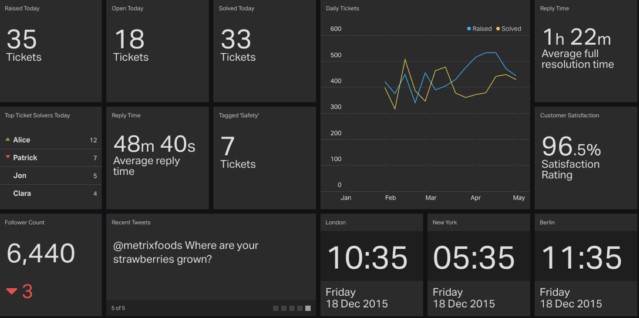 Raised Today
35
Tickets
Open Today
18
Tickets
Solved Today
33
Tickets
Daily Tickets
Raised Solved
600
500
400
300
200
100
0
Jan Feb Mar Apr May
Reply Time
1h 22m
Average full
resolution time
Top Ticket Solvers Today
Alice 12
Patrick 7
Jon 5
Clara 4
Reply Time
48m 40s
Average reply
time
Tagged 'Safety'
7
Tickets
Customer Satisfaction
96.5%
Satisfaction
Rating
Follower Count
6,440
3
Recent Tweets
@metrixfoods Where are your
strawberries grown?
5 of 5
London
10:35
Friday
18 Dec 2015
New York
05:35
Friday
18 Dec 2015
Berlin
11:35
Friday
18 Dec 2015